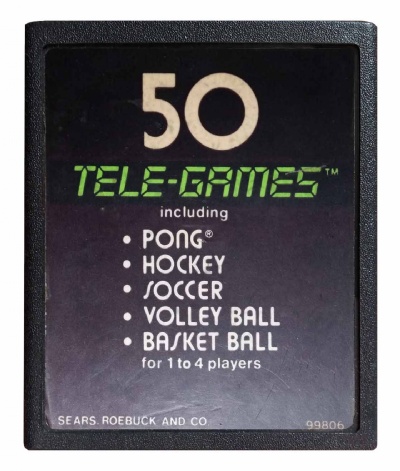 50
TELE-GAMES™
including
• PONG®
• HOCKEY
• SOCCER
• VOLLEY BALL
• BASKET BALL
for 1 to 4 players
SEARS, ROEBUCK AND CO 99806